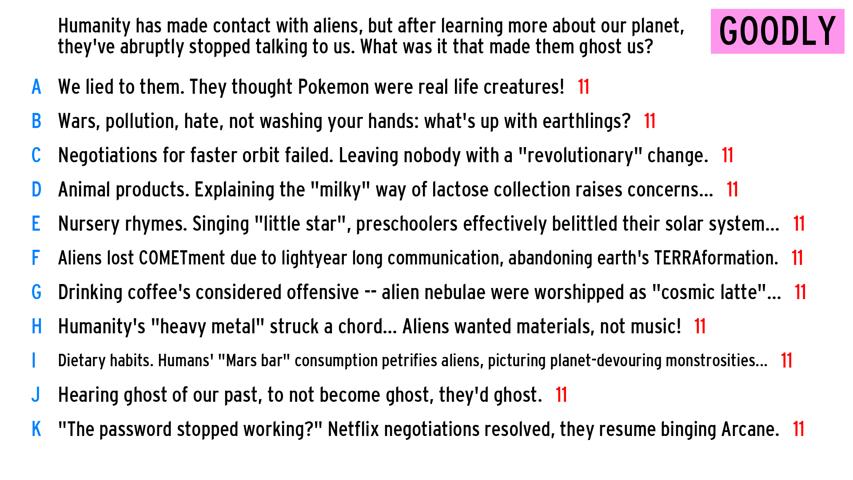 Humanity has made contact with aliens, but after learning more about our planet,
they've abruptly stopped talking to us. What was it that made them ghost us?
GOODLY
A We lied to them. They thought Pokemon were real life creatures! 11
B Wars, pollution, hate, not washing your hands: what's up with earthlings? 11
C Negotiations for faster orbit failed. Leaving nobody with a "revolutionary" change. 11
D Animal products. Explaining the "milky" way of lactose collection raises concerns... 11
E Nursery rhymes. Singing "little star", preschoolers effectively belittled their solar system... 11
F Aliens lost COMETment due to lightyear long communication, abandoning earth's TERRAformation. 11
G Drinking coffee's considered offensive -- alien nebulae were worshipped as "cosmic latte"... 11
H Humanity's "heavy metal" struck a chord... Aliens wanted materials, not music! 11
I Dietary habits. Humans' "Mars bar" consumption petrifies aliens, picturing planet-devouring monstrosities... 11
J Hearing ghost of our past, to not become ghost, they'd ghost. 11
K "The password stopped working?" Netflix negotiations resolved, they resume binging Arcane. 11